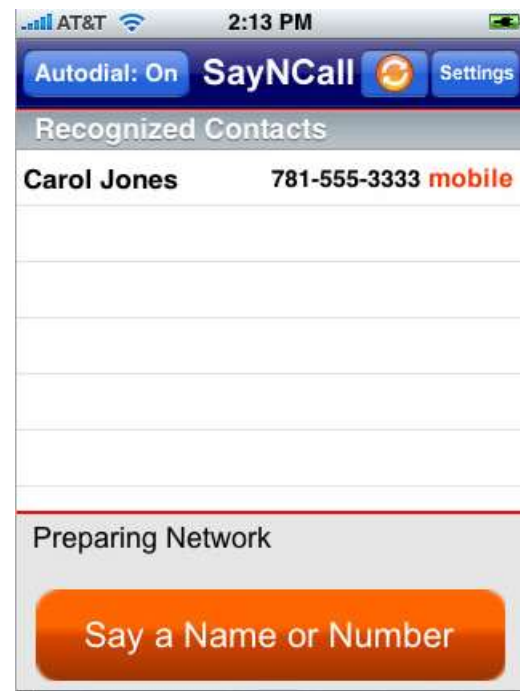 AT&T 2:13 PM
Autodial: On SayNCall Settings
Recognized Contacts
Carol Jones 781-555-3333 mobile
Preparing Network
Say a Name or Number